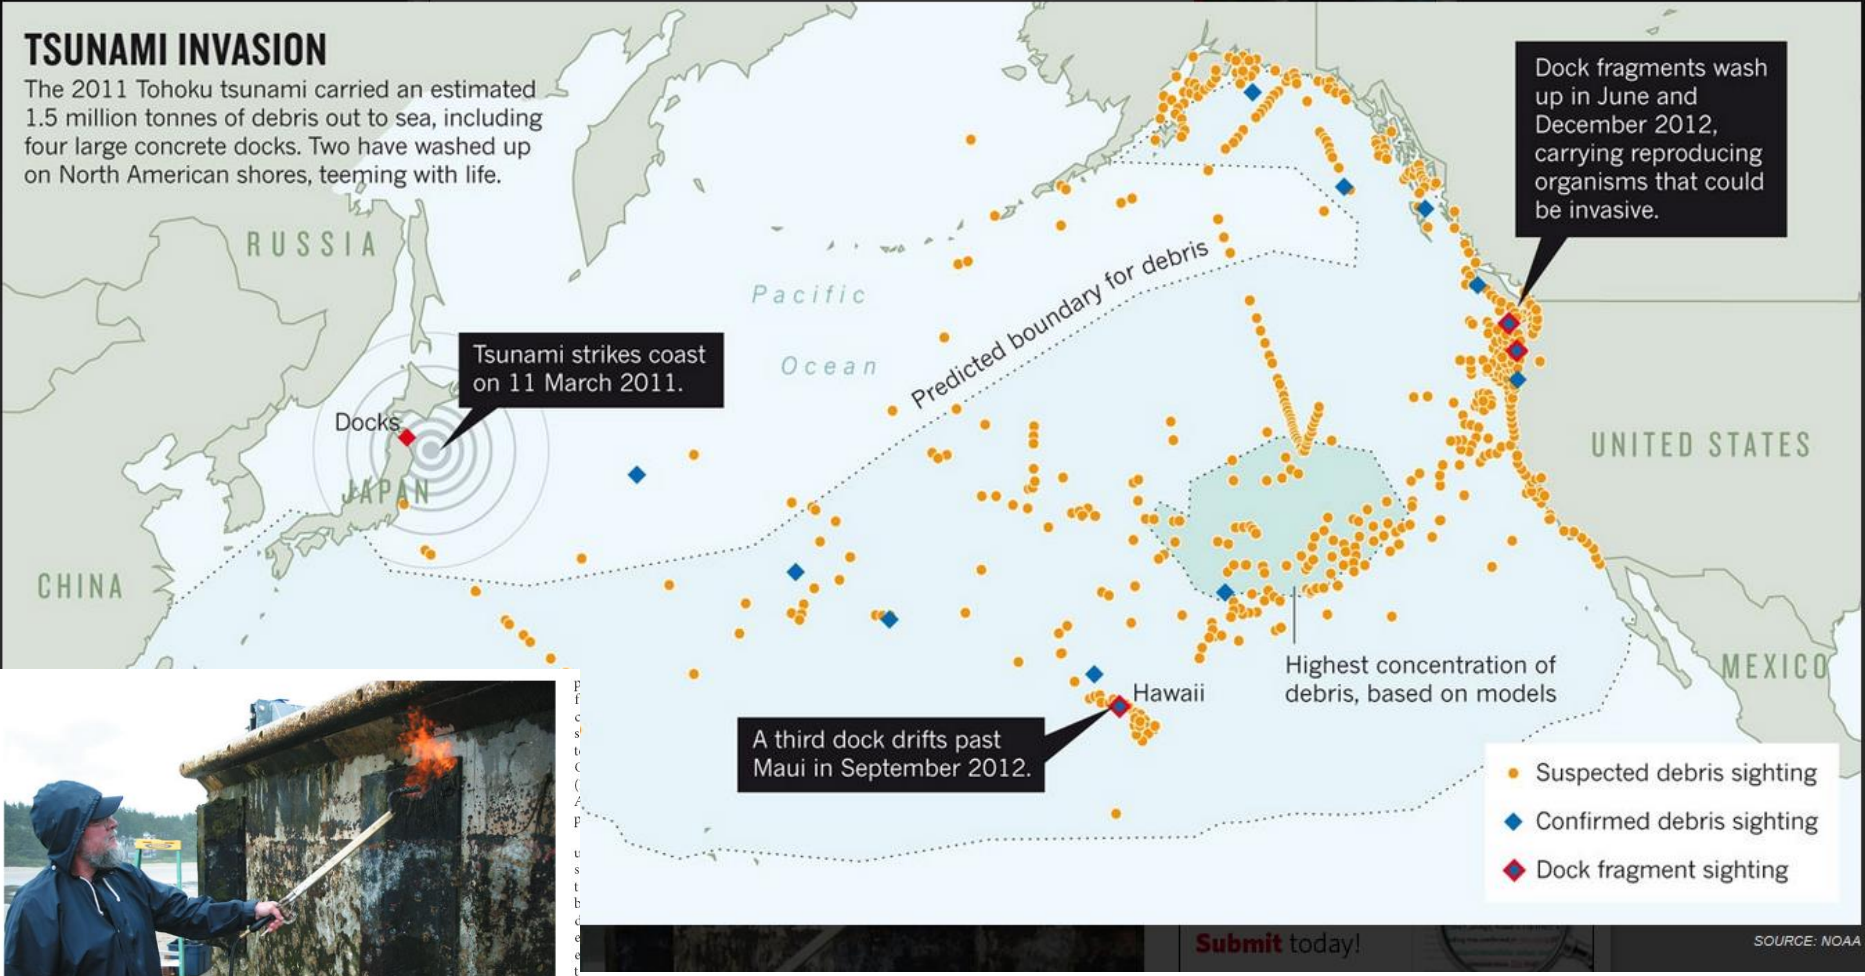 TSUNAMI INVASION
The 2011 Tohoku tsunami carried an estimated
1.5 million tonnes of debris out to sea, including
four large concrete docks. Two have washed up
on North American shores, teeming with life.
Dock fragments wash
up in June and
December 2012,
carrying reproducing
organisms that could
be invasive.
RUSSIA
Pacific
Ocean
Predicted boundary for debris
Tsunami strikes coast
on 11 March 2011.
Docks
JAPAN
CHINA
UNITED STATES
MEXICO
Highest concentration of
debris, based on models
Hawaii
A third dock drifts past
Maui in September 2012.
Suspected debris sighting
Confirmed debris sighting
Dock fragment sighting
Submit today!
SOURCE: NOAA